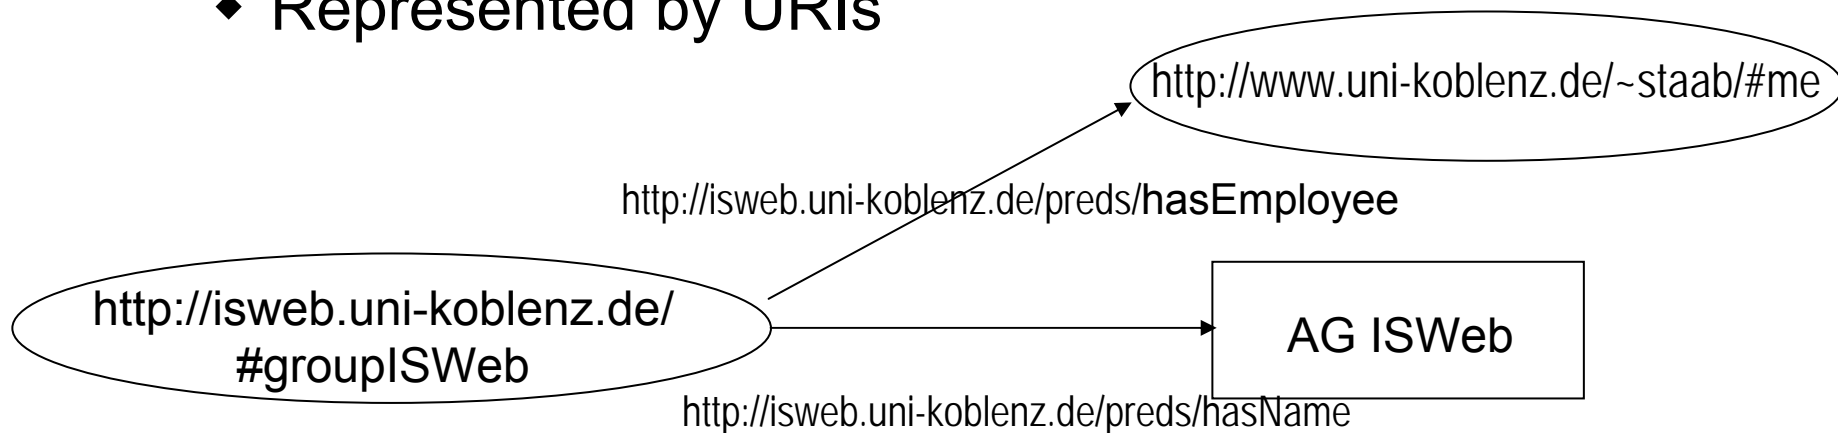 ◆ Represented by URIs
http://www.uni-koblenz.de/~staab/#me
http://isweb.uni-koblenz.de/preds/hasEmployee
http://isweb.uni-koblenz.de/
#groupISWeb
AG ISWeb
http://isweb.uni-koblenz.de/preds/hasName